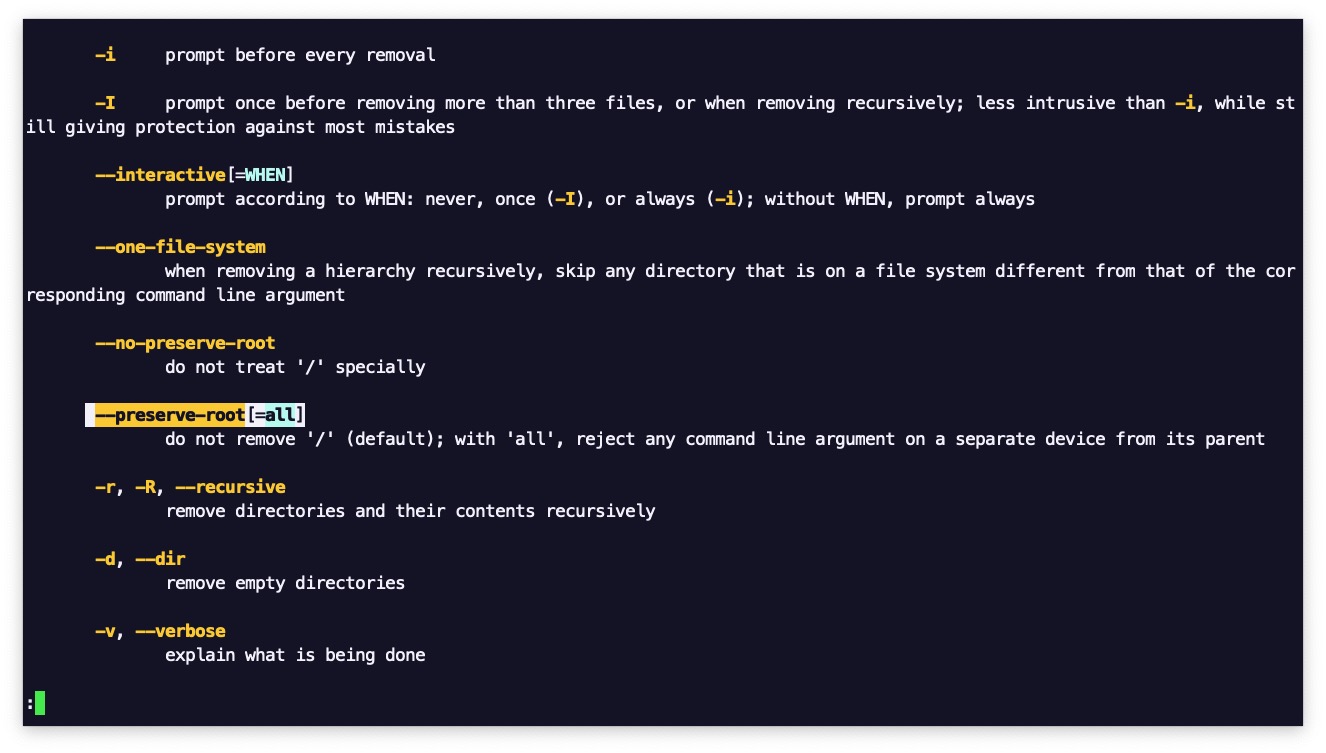 -i     prompt before every removal
-I     prompt once before removing more than three files, or when removing recursively; less intrusive than -i, while st
ill giving protection against most mistakes
--interactive[=WHEN]
prompt according to WHEN: never, once (-I), or always (-i); without WHEN, prompt always
--one-file-system
when removing a hierarchy recursively, skip any directory that is on a file system different from that of the cor
responding command line argument
--no-preserve-root
do not treat '/' specially
--preserve-root[=all]
do not remove '/' (default); with 'all', reject any command line argument on a separate device from its parent
-r, -R, --recursive
remove directories and their contents recursively
-d, --dir
remove empty directories
-v, --verbose
explain what is being done
: